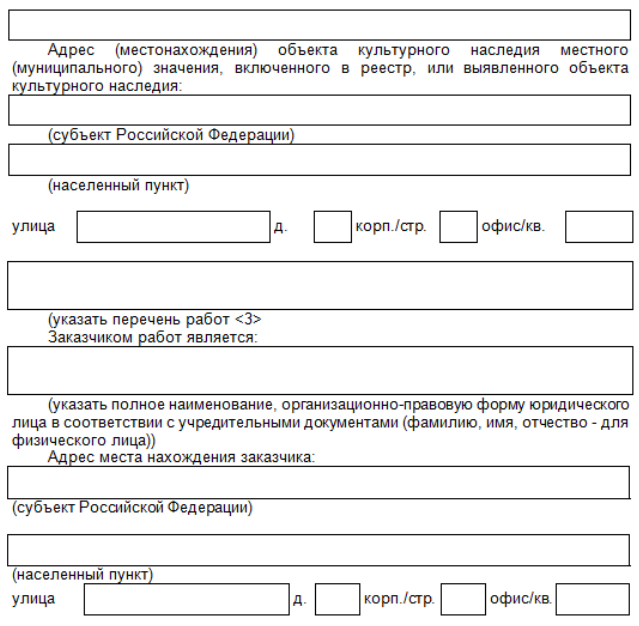 Адрес (местонахождения) объекта культурного наследия местного
(муниципального) значения, включенного в реестр, или выявленного объекта
культурного наследия:
(субъект Российской Федерации)
(населенный пункт)
улица д. корп./стр. офис/кв.
(указать перечень работ <3>
Заказчиком работ является:
(указать полное наименование, организационно-правовую форму юридического
лица в соответствии с учредительными документами (фамилию, имя, отчество - для
физического лица))
Адрес места нахождения заказчика:
(субъект Российской Федерации)
(населенный пункт)
улица д. корп./стр. офис/кв.